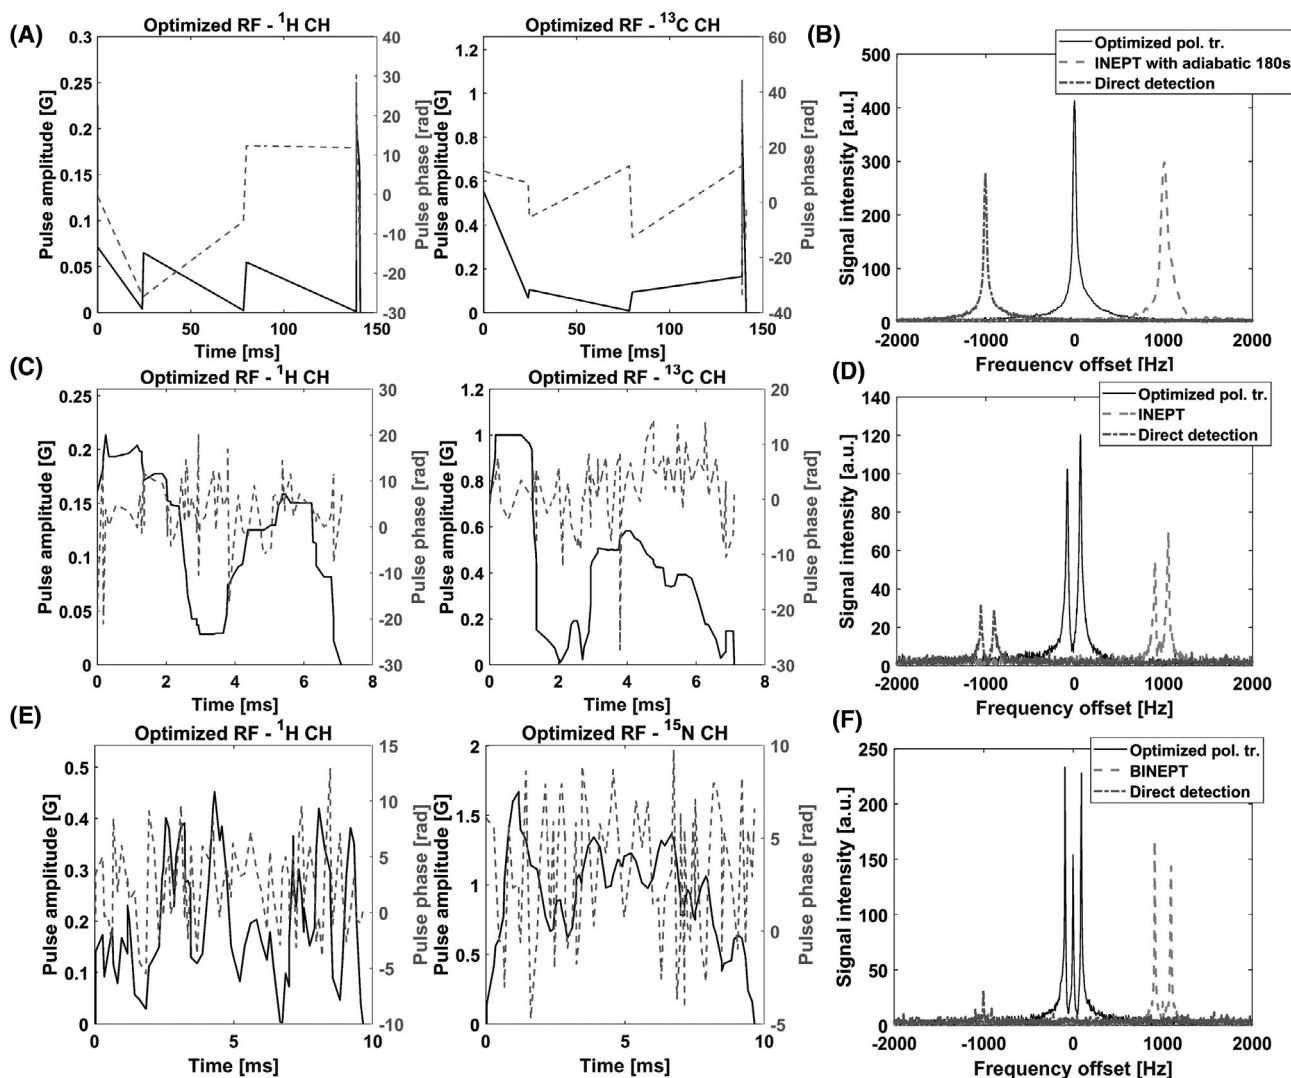 (A)
Optimized RF - 1H CH
Pulse amplitude [G]
0.3
0.25
0.2
0.15
0.1
0.05
0
40
30
20
10
0
-10
-20
-30
Pulse phase [rad]
0 50 100 150
Time [ms]
Optimized RF - 13C CH
Pulse amplitude [G]
1.2
1
0.8
0.6
0.4
0.2
0
60
40
20
0
-20
-40
Pulse phase [rad]
0 50 100 150
Time [ms]
(B)
Optimized pol. tr.
INEPT with adiabatic 180s
Direct detection
Signal intensity [a.u.]
500
400
300
200
100
0
-2000 -1000 0 1000 2000
Frequency offset [Hz]
(C)
Optimized RF - 1H CH
Pulse amplitude [G]
0.25
0.2
0.15
0.1
0.05
0
30
20
10
0
-10
-20
-30
Pulse phase [rad]
0 2 4 6 8
Time [ms]
Optimized RF - 13C CH
Pulse amplitude [G]
1.2
1
0.8
0.6
0.4
0.2
0
20
10
0
-10
-20
-30
Pulse phase [rad]
0 2 4 6 8
Time [ms]
(D)
Optimized pol. tr.
INEPT
Direct detection
Signal intensity [a.u.]
140
120
100
80
60
40
20
0
-2000 -1000 0 1000 2000
Frequency offset [Hz]
(E)
Optimized RF - 1H CH
Pulse amplitude [G]
0.5
0.4
0.3
0.2
0.1
0
15
10
5
0
-5
-10
Pulse phase [rad]
0 5 10
Time [ms]
Optimized RF - 15N CH
Pulse amplitude [G]
2
1.5
1
0.5
0
10
5
0
-5
Pulse phase [rad]
0 5 10
Time [ms]
(F)
Optimized pol. tr.
BINEPT
Direct detection
Signal intensity [a.u.]
250
200
150
100
50
0
-2000 -1000 0 1000 2000
Frequency offset [Hz]